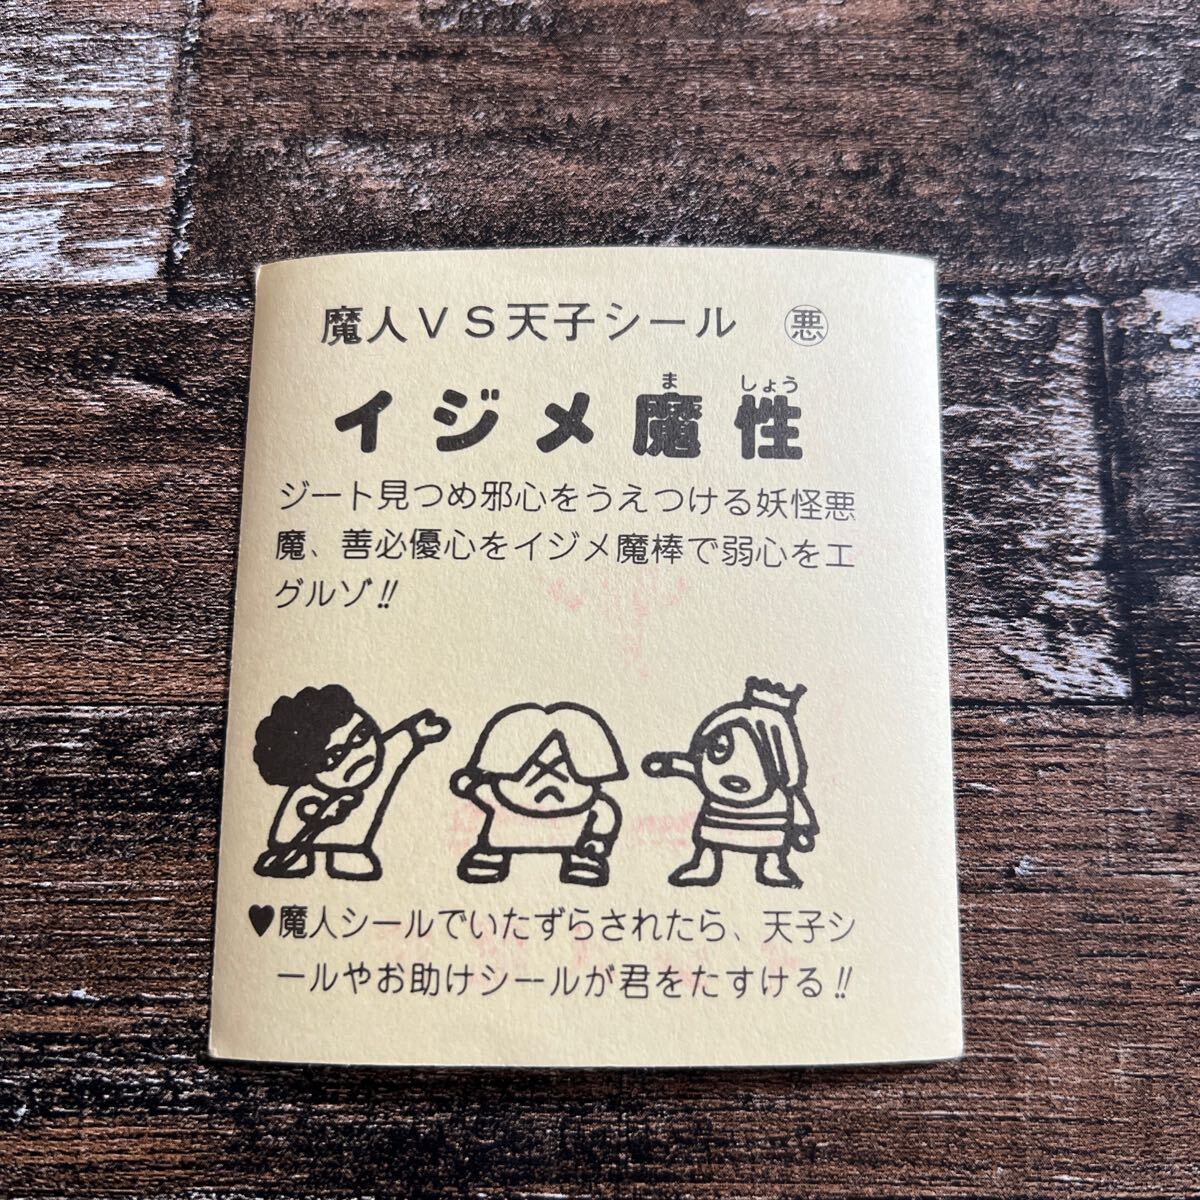 魔人VS天子シール ㊝悪
イジメ魔性
ま しょう
ジート見つめ邪心をうえつける妖怪悪
魔、善必優心をイジメ魔棒で弱心をエ
グルゾ!!
♥魔人シールでいたずらされたら、天子シ
ールやお助けシールが君をたすける!!